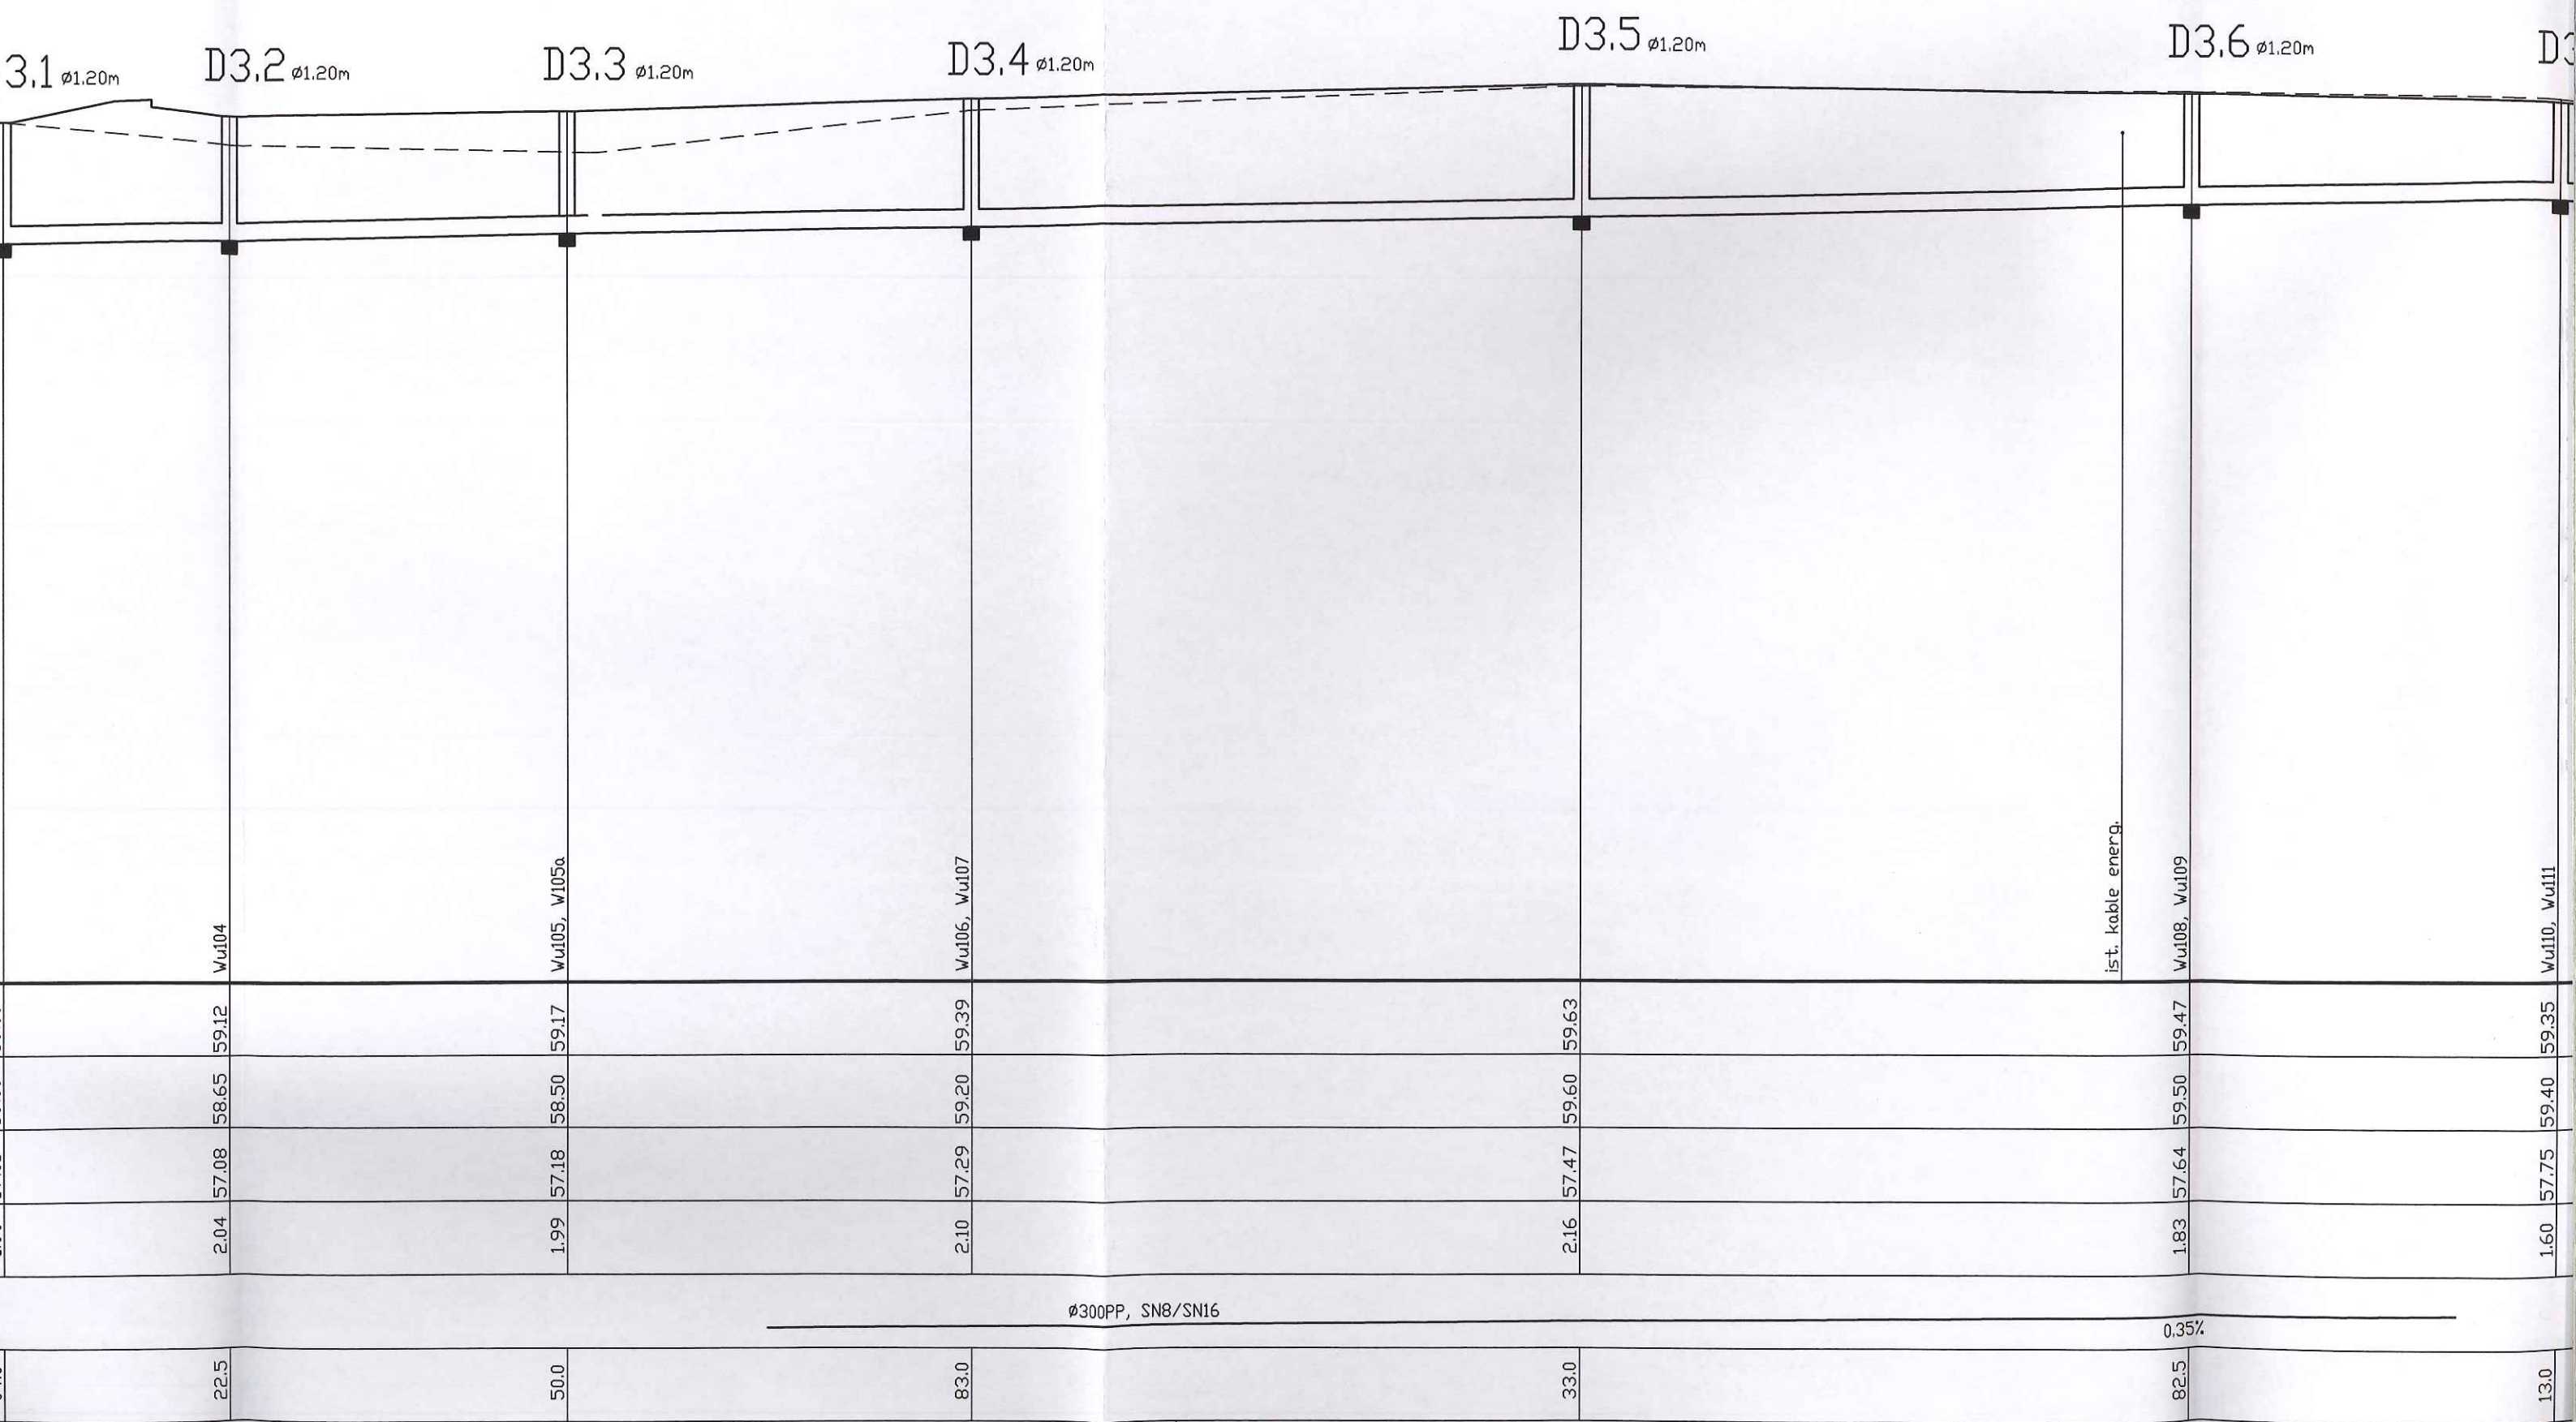 3.1 ø1.20m D3.2 ø1.20m D3.3 ø1.20m D3.4 ø1.20m D3.5 ø1.20m D3.6 ø1.20m
Wu104
Wu105, W105a
Wu106, Wu107
ist. kable energ.
Wu108, Wu109
Wu110, Wu111
59.12 59.17 59.39 59.63 59.47 59.35
58.65 58.50 59.20 59.60 59.50 59.40
57.08 57.18 57.29 57.47 57.64 57.75
2.04 1.99 2.10 2.16 1.83 1.60
ø300PP, SN8/SN16
0.35%
22.5 50.0 83.0 33.0 82.5 13.0